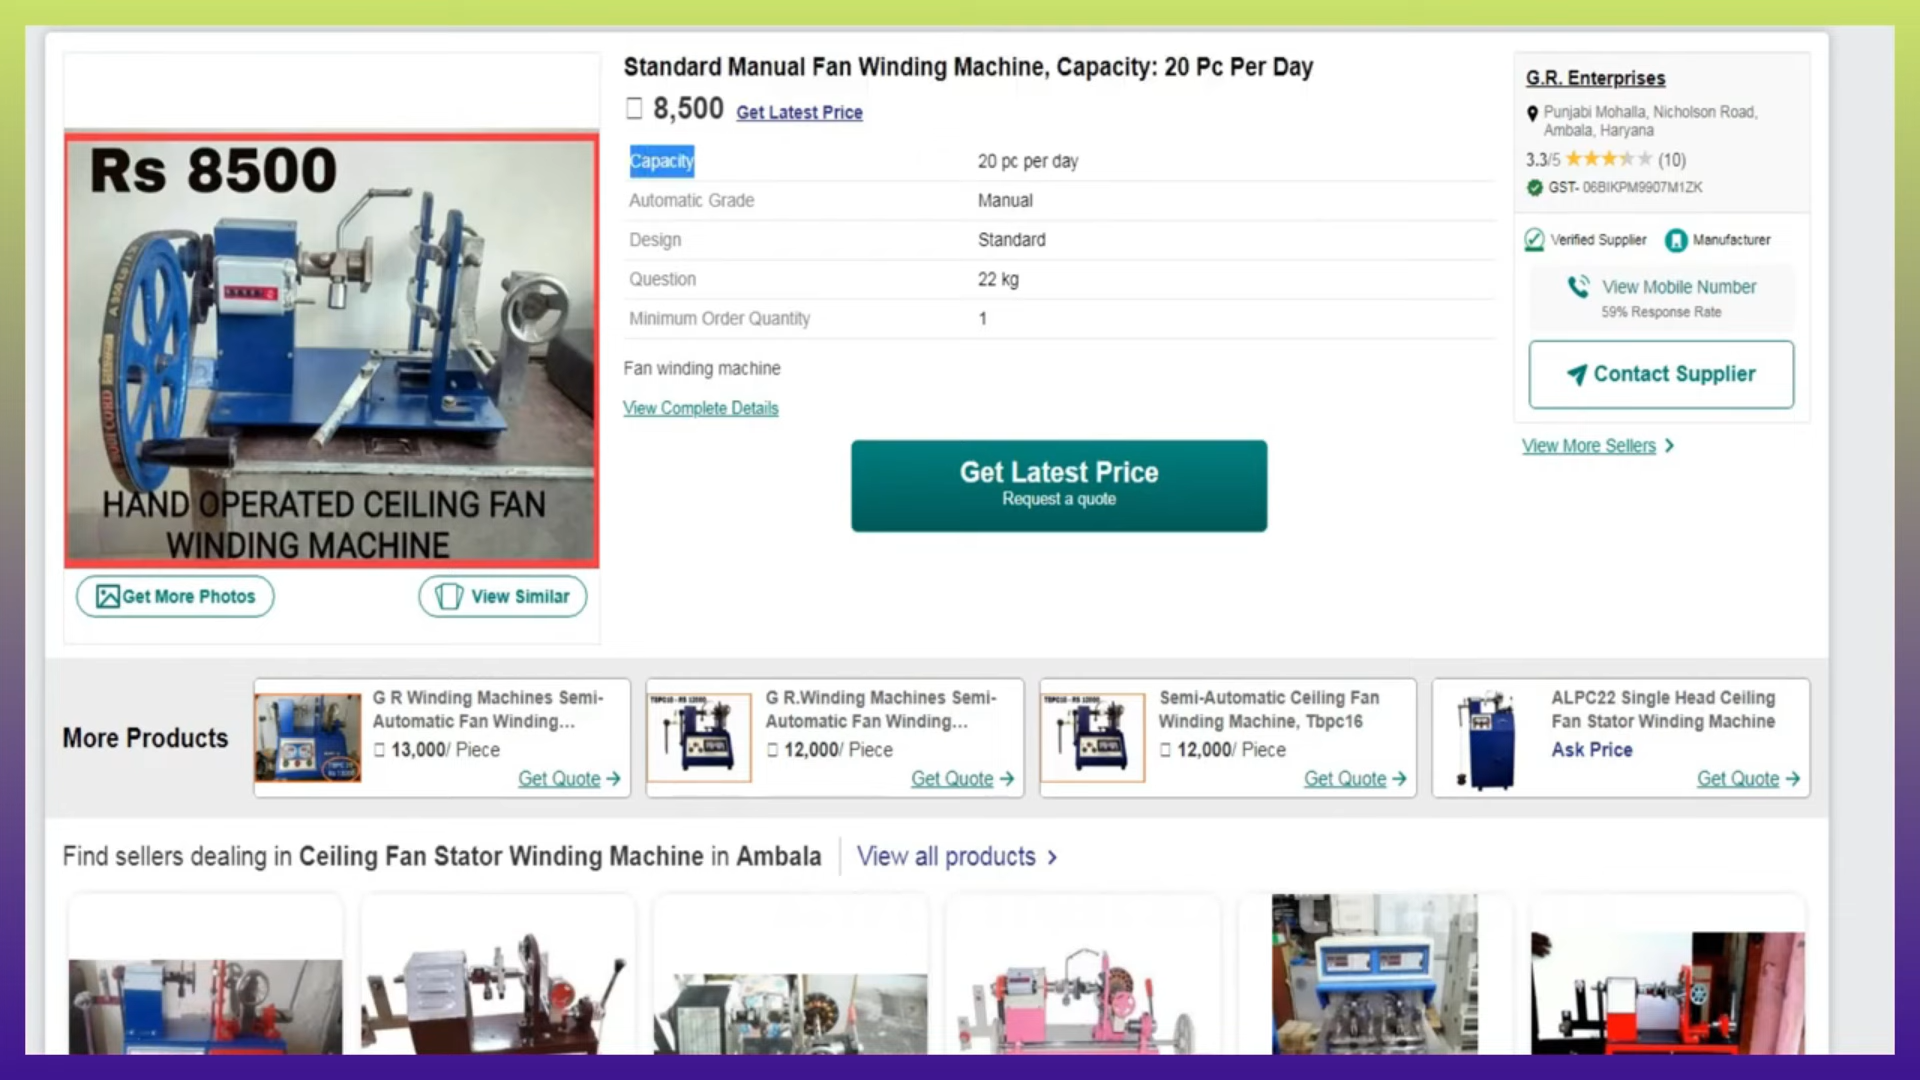 Standard Manual Fan Winding Machine, Capacity: 20 Pc Per Day
8,500 Get Latest Price
Capacity 20 pc per day
Automatic Grade Manual
Design Standard
Question 22 kg
Minimum Order Quantity 1
Fan winding machine
View Complete Details
Get Latest Price
Request a quote
Rs 8500
HAND OPERATED CEILING FAN
WINDING MACHINE
Get More Photos
View Similar
G.R. Enterprises
Punjabi Mohalla, Nicholson Road,
Ambala, Haryana
3.3/5 (10)
GST- 06BIKPM9907M1ZK
Verified Supplier Manufacturer
View Mobile Number
59% Response Rate
Contact Supplier
View More Sellers
More Products
G R Winding Machines Semi-
Automatic Fan Winding...
13,000/ Piece
Get Quote
G R.Winding Machines Semi-
Automatic Fan Winding...
12,000/ Piece
Get Quote
Semi-Automatic Ceiling Fan
Winding Machine, Tbpc16
12,000/ Piece
Get Quote
ALPC22 Single Head Ceiling
Fan Stator Winding Machine
Ask Price
Get Quote
Find sellers dealing in Ceiling Fan Stator Winding Machine in Ambala
View all products